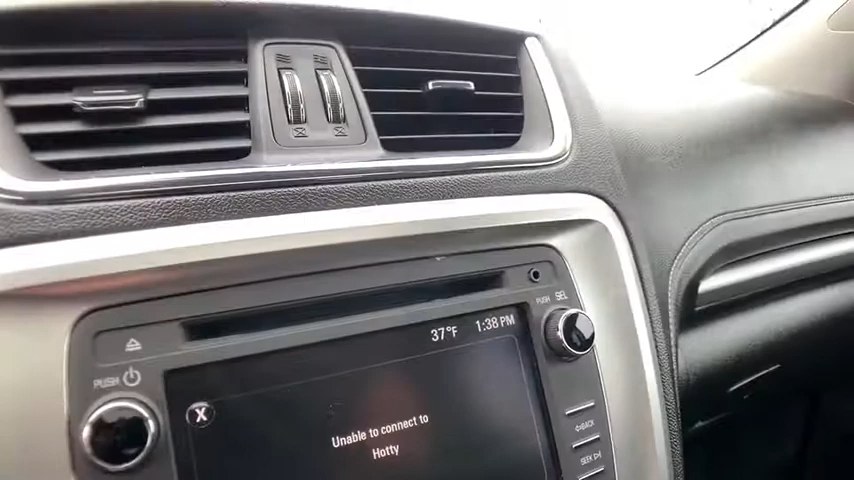 37°F 1:38 PM
PUSH SEL
PUSH
X
Unable to connect to
Hotty
BACK
SEEK